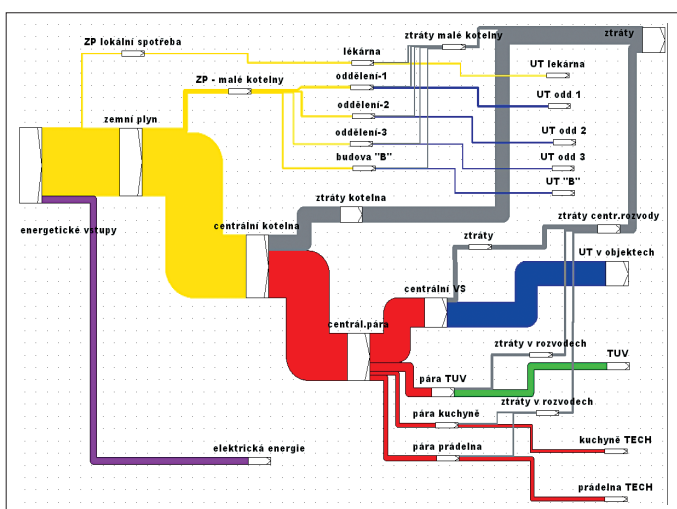 ztráty malé kotelny
ztráty
ZP lokální spotřeba
lékárna
UT lékárna
ZP - malé kotelny
oddělení-1
UT odd 1
zemní plyn
oddělení-2
UT odd 2
oddělení-3
UT odd 3
budova "B"
UT "B"
ztráty kotelna
ztráty centr.rozvody
energetické vstupy
centrální kotelna
ztráty
UT v objektech
centrální VS
centrál.pára
ztráty v rozvodech
TUV
pára TUV
ztráty v rozvodech
pára kuchyně
kuchyně TECH
elektrická energie
pára prádelna
prádelna TECH